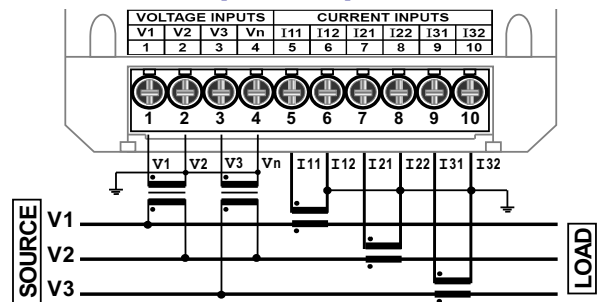 VOLTAGE INPUTS CURRENT INPUTS
V1 V2 V3 Vn I11 I12 I21 I22 I31 I32
1 2 3 4 5 6 7 8 9 10
1 2 3 4 5 6 7 8 9 10
V1 V2 V3 Vn I11 I12 I21 I22 I31 I32
SOURCE
V1
V2
V3
LOAD